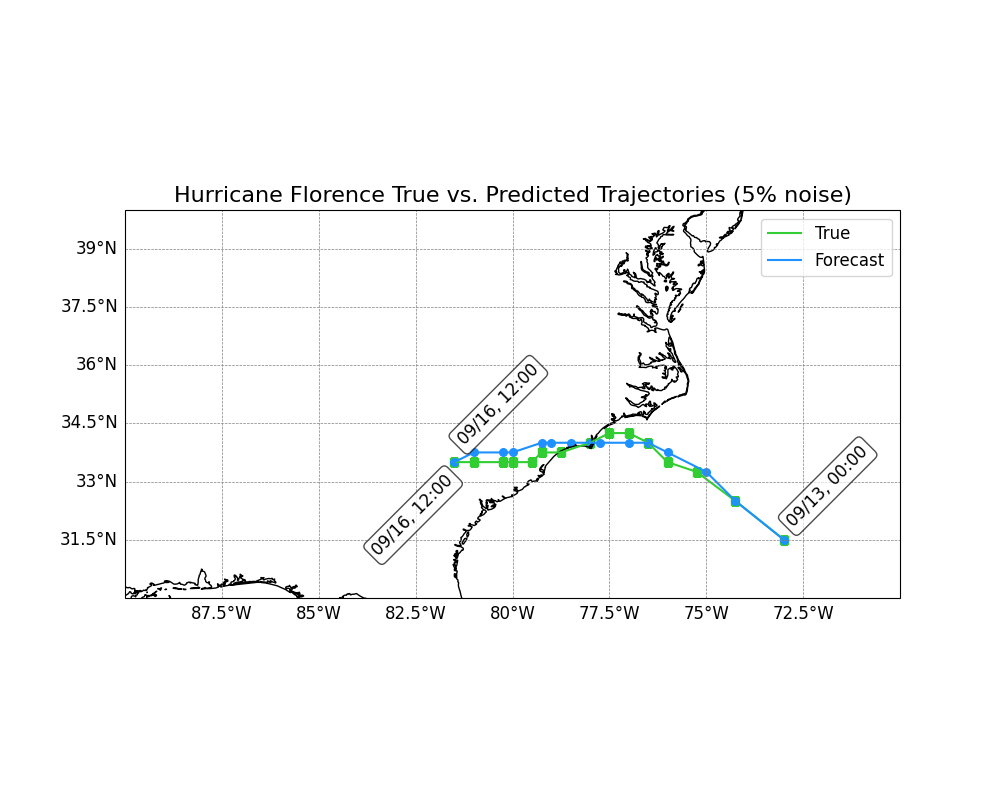 Hurricane Florence True vs. Predicted Trajectories (5% noise)
True
Forecast
39°N
37.5°N
36°N
34.5°N
33°N
31.5°N
09/16, 12:00
09/16, 12:00
09/13, 00:00
87.5°W
85°W
82.5°W
80°W
77.5°W
75°W
72.5°W